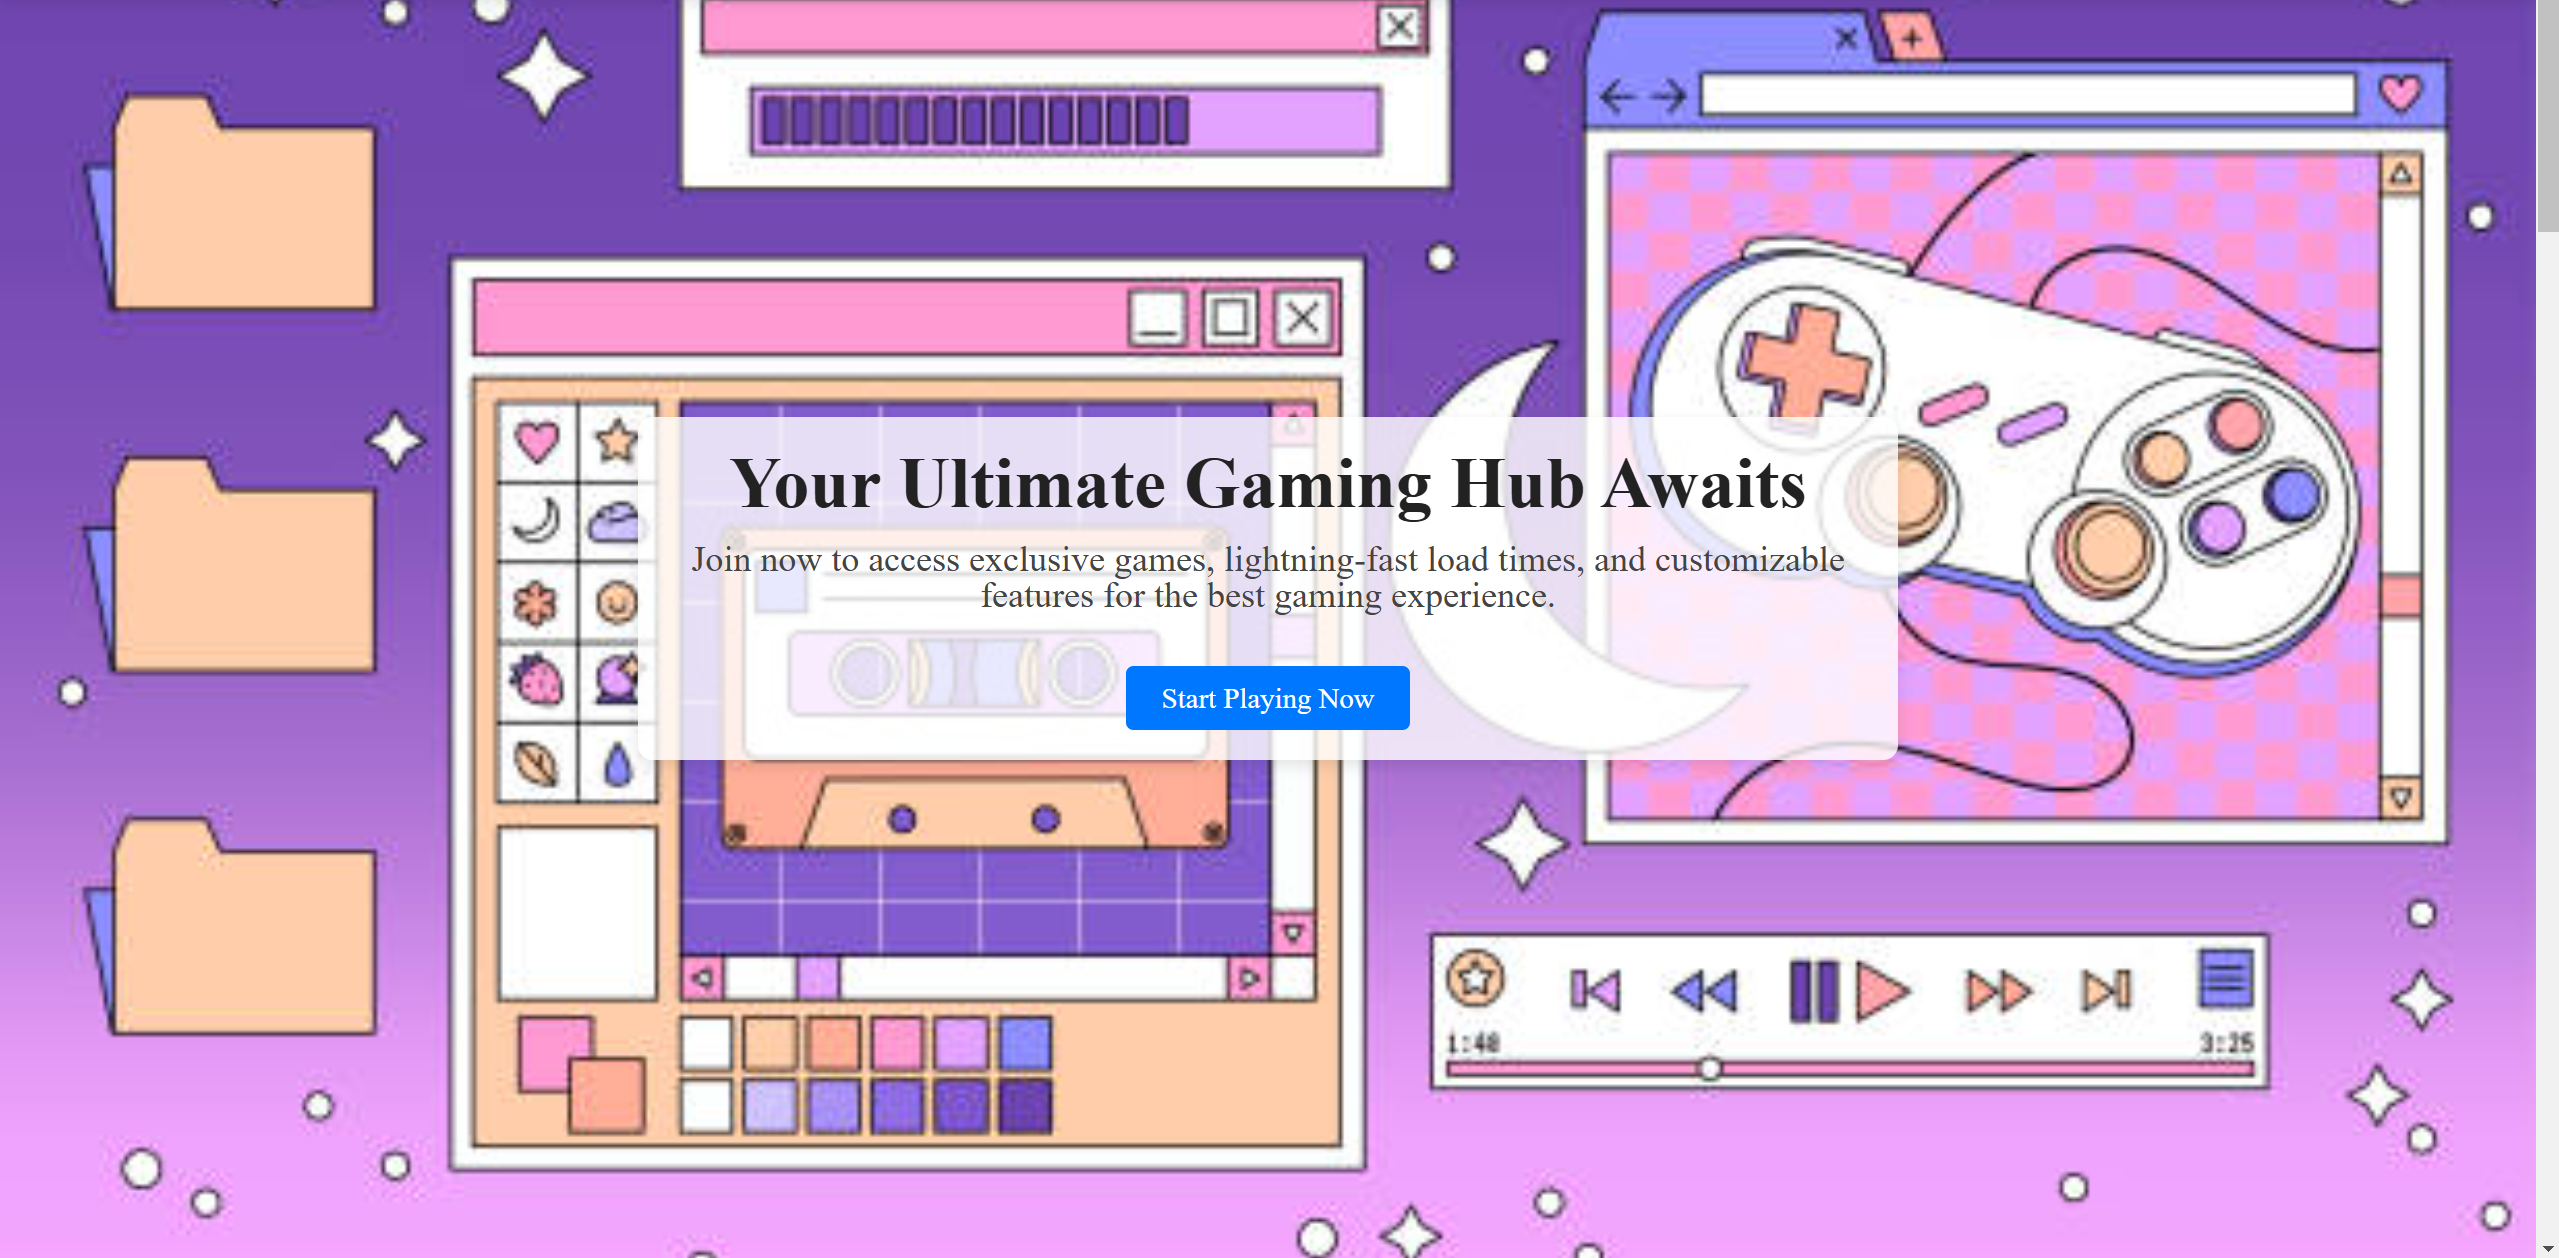 Your Ultimate Gaming Hub Awaits
Join now to access exclusive games, lightning-fast load times, and customizable
features for the best gaming experience.
Start Playing Now
1:48
3:25